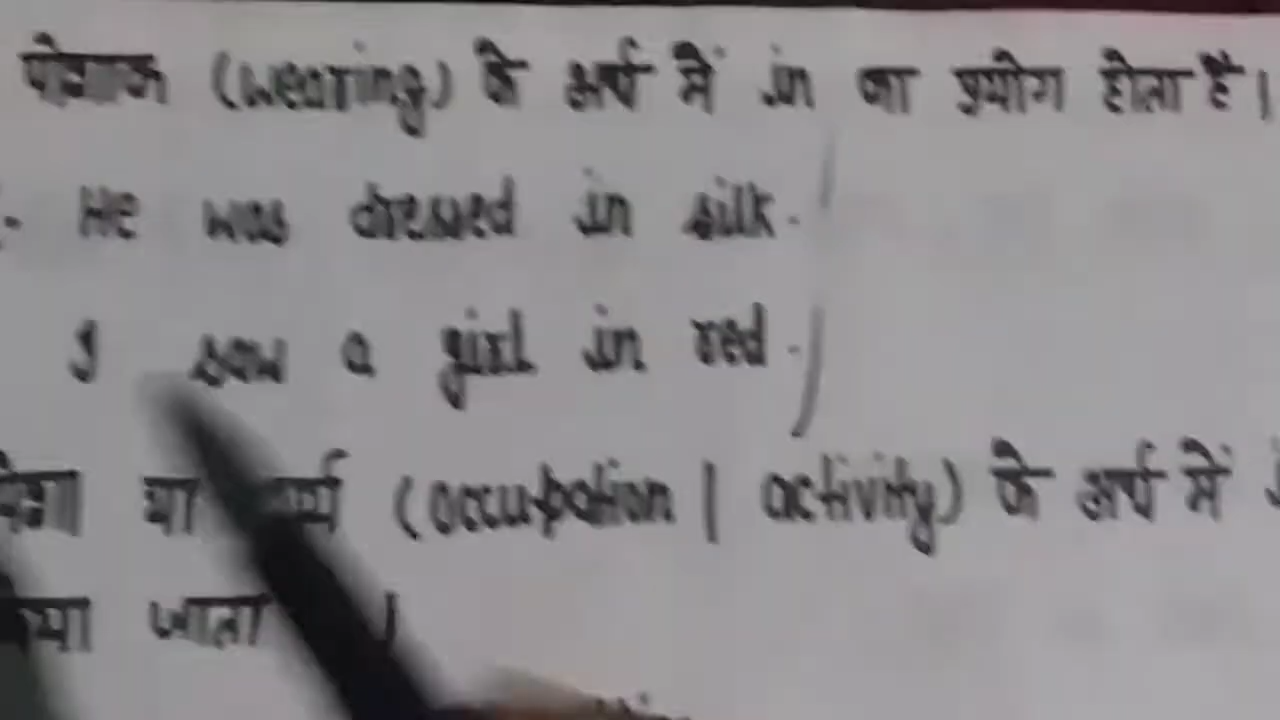 पोशाक (wearing) के अर्थ में in का प्रयोग होता है।
He was dressed in silk.
I saw a girl in red.
पेशा या (occupation | activity) के अर्थ में
जाता